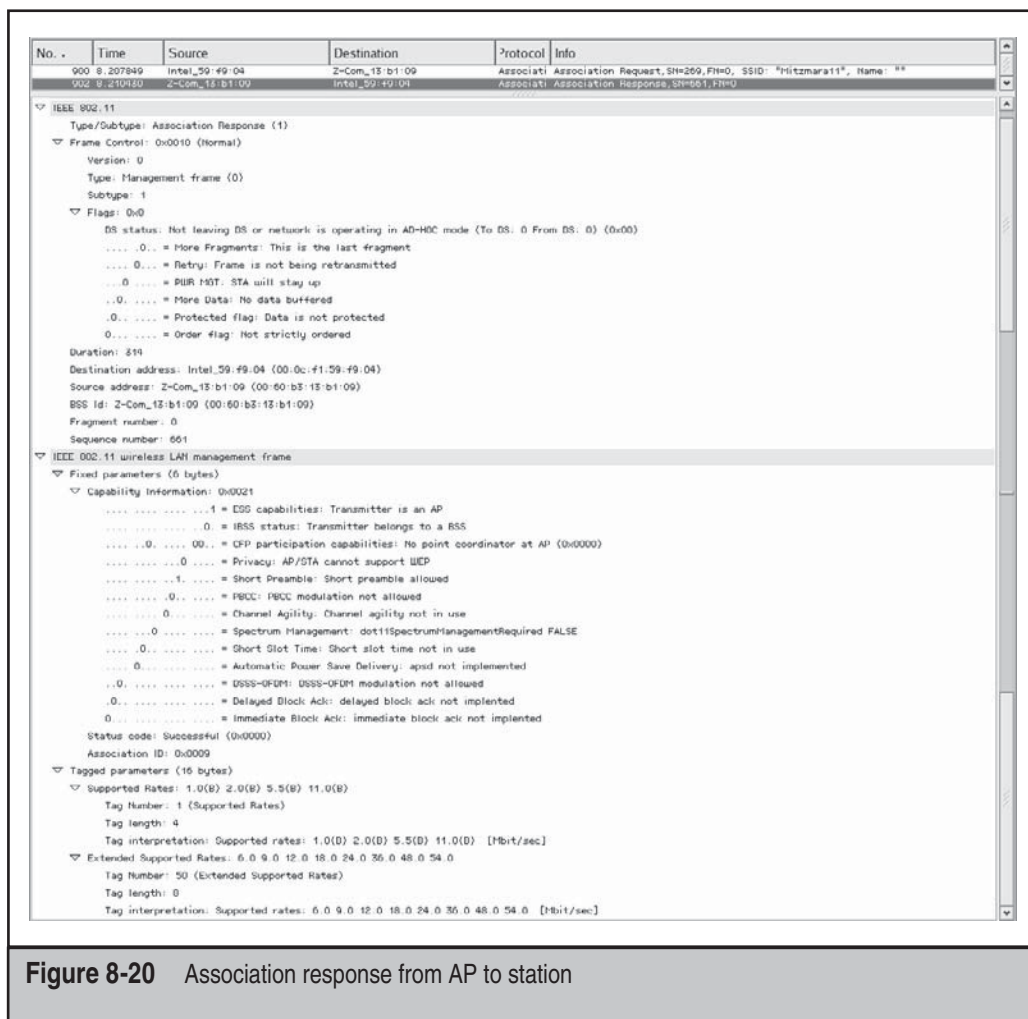 No. . Time Source Destination Protocol Info
900 8.207849 Intel_59:f9:04 Z-Com_13:b1:09 Associati Association Request,SN=269,FN=0, SSID: "Mitzmara11", Name: ""
902 8.210430 Z-Com_13:b1:09 Intel_59:f9:04 Associati Association Response,SN=661,FN=0
IEEE 802.11
Type/Subtype: Association Response (1)
Frame Control: 0x0010 (Normal)
Version: 0
Type: Management frame (0)
Subtype: 1
Flags: 0x0
DS status: Not leaving DS or network is operating in AD-HOC mode (To DS: 0 From DS: 0) (0x00)
.... .0.. = More Fragments: This is the last fragment
.... 0... = Retry: Frame is not being retransmitted
...0 .... = PWR MGT: STA will stay up
..0. .... = More Data: No data buffered
.0.. .... = Protected flag: Data is not protected
0... .... = Order flag: Not strictly ordered
Duration: 314
Destination address: Intel_59:f9:04 (00:0c:f1:59:f9:04)
Source address: Z-Com_13:b1:09 (00:60:b3:13:b1:09)
BSS Id: Z-Com_13:b1:09 (00:60:b3:13:b1:09)
Fragment number: 0
Sequence number: 661
IEEE 802.11 wireless LAN management frame
Fixed parameters (6 bytes)
Capability Information: 0x0021
.... .... .... ...1 = ESS capabilities: Transmitter is an AP
.... .... .... ..0. = IBSS status: Transmitter belongs to a BSS
.... ..0. .... 00.. = CFP participation capabilities: No point coordinator at AP (0x0000)
.... .... ...0 .... = Privacy: AP/STA cannot support WEP
.... .... ..1. .... = Short Preamble: Short preamble allowed
.... .... .0.. .... = PBCC: PBCC modulation not allowed
.... .... 0... .... = Channel Agility: Channel agility not in use
.... ...0 .... .... = Spectrum Management: dot11SpectrumManagementRequired FALSE
.... .0.. .... .... = Short Slot Time: Short slot time not in use
.... 0... .... .... = Automatic Power Save Delivery: apsd not implemented
..0. .... .... .... = DSSS-OFDM: DSSS-OFDM modulation not allowed
.0.. .... .... .... = Delayed Block Ack: delayed block ack not implented
0... .... .... .... = Immediate Block Ack: immediate block ack not implented
Status code: Successful (0x0000)
Association ID: 0x0009
Tagged parameters (16 bytes)
Supported Rates: 1.0(B) 2.0(B) 5.5(B) 11.0(B)
Tag Number: 1 (Supported Rates)
Tag length: 4
Tag interpretation: Supported rates: 1.0(B) 2.0(B) 5.5(B) 11.0(B) [Mbit/sec]
Extended Supported Rates: 6.0 9.0 12.0 18.0 24.0 36.0 48.0 54.0
Tag Number: 50 (Extended Supported Rates)
Tag length: 8
Tag interpretation: Supported rates: 6.0 9.0 12.0 18.0 24.0 36.0 48.0 54.0 [Mbit/sec]
Figure 8-20 Association response from AP to station